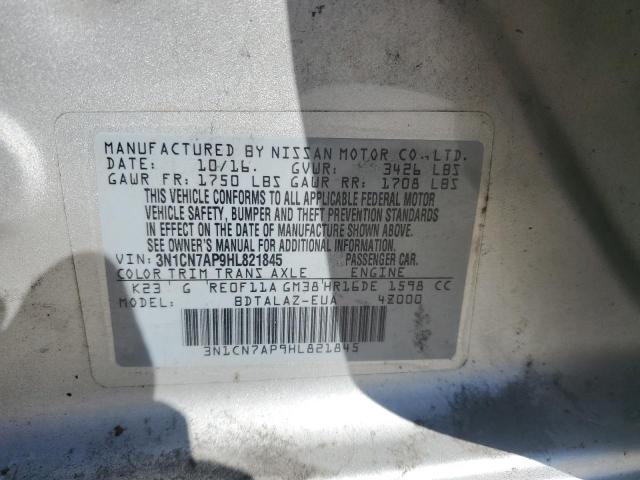 MANUFACTURED BY NISSAN MOTOR CO., LTD.
DATE: 10/16. GVWR: 3426 LBS
GAWR FR: 1750 LBS GAWR RR: 1708 LBS
THIS VEHICLE CONFORMS TO ALL APPLICABLE FEDERAL MOTOR
VEHICLE SAFETY, BUMPER AND THEFT PREVENTION STANDARDS
IN EFFECT ON THE DATE OF MANUFACTURE SHOWN ABOVE.
SEE OWNER'S MANUAL FOR ADDITIONAL INFORMATION.
VIN: 3N1CN7AP9HL821845 PASSENGER CAR.
COLOR TRIM TRANS AXLE ENGINE
K23 G RE0F11A GM38 HR16DE 1598 CC
MODEL: BDTALAZ-EUA 4Z000
3N1CN7AP9HL821845